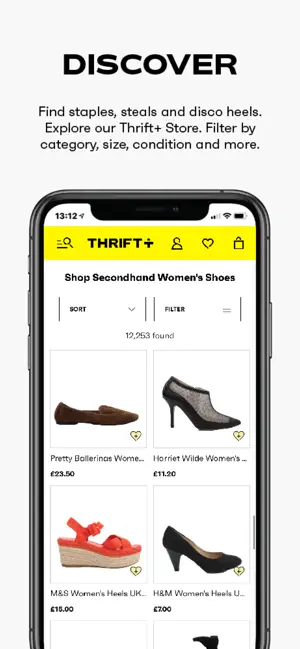 DISCOVER
Find staples, steals and disco heels.
Explore our Thrift+ Store. Filter by
category, size, condition and more.
13:12
THRIFT+
Shop Secondhand Women's Shoes
SORT
FILTER
12,253 found
Pretty Ballerinas Wome...
Harriet Wilde Women's ...
£23.50
£11.20
M&S Women's Heels UK...
H&M Women's Heels U...
£15.00
£7.00